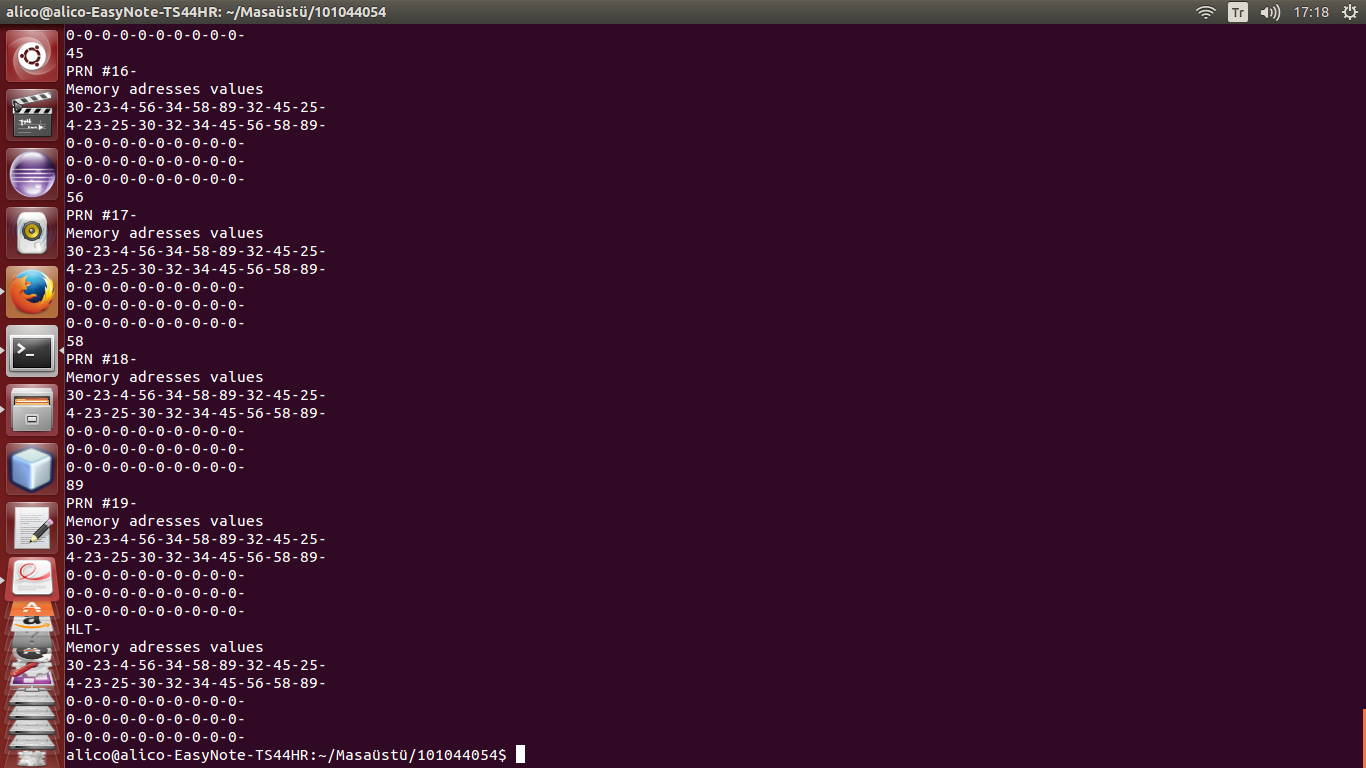 alico@alico-EasyNote-TS44HR: ~/Masaüstü/101044054
Tr
17:18
0-0-0-0-0-0-0-0-0-0-
45
PRN #16-
Memory adresses values
30-23-4-56-34-58-89-32-45-25-
4-23-25-30-32-34-45-56-58-89-
0-0-0-0-0-0-0-0-0-0-
0-0-0-0-0-0-0-0-0-0-
0-0-0-0-0-0-0-0-0-0-
56
PRN #17-
Memory adresses values
30-23-4-56-34-58-89-32-45-25-
4-23-25-30-32-34-45-56-58-89-
0-0-0-0-0-0-0-0-0-0-
0-0-0-0-0-0-0-0-0-0-
0-0-0-0-0-0-0-0-0-0-
58
PRN #18-
Memory adresses values
30-23-4-56-34-58-89-32-45-25-
4-23-25-30-32-34-45-56-58-89-
0-0-0-0-0-0-0-0-0-0-
0-0-0-0-0-0-0-0-0-0-
0-0-0-0-0-0-0-0-0-0-
89
PRN #19-
Memory adresses values
30-23-4-56-34-58-89-32-45-25-
4-23-25-30-32-34-45-56-58-89-
0-0-0-0-0-0-0-0-0-0-
0-0-0-0-0-0-0-0-0-0-
0-0-0-0-0-0-0-0-0-0-
HLT-
Memory adresses values
30-23-4-56-34-58-89-32-45-25-
4-23-25-30-32-34-45-56-58-89-
0-0-0-0-0-0-0-0-0-0-
0-0-0-0-0-0-0-0-0-0-
0-0-0-0-0-0-0-0-0-0-
alico@alico-EasyNote-TS44HR:~/Masaüstü/101044054$